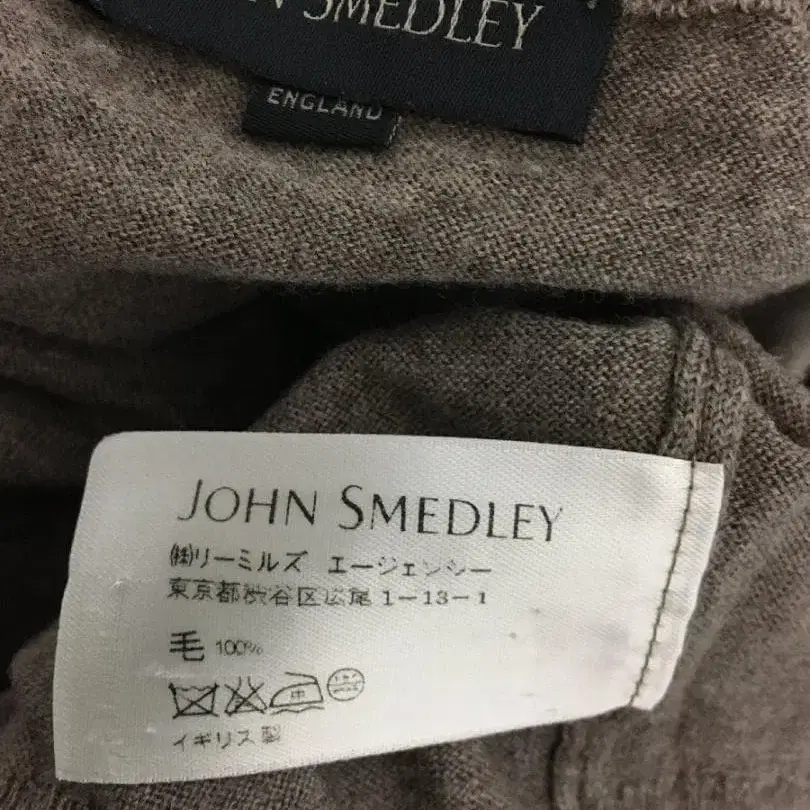 N SMEDLEY
ENGLAND
JOHN SMEDLEY
㈱リーミルズ エージェンシー
東京都渋谷区広尾1-13-1
毛 100%
イギリス製